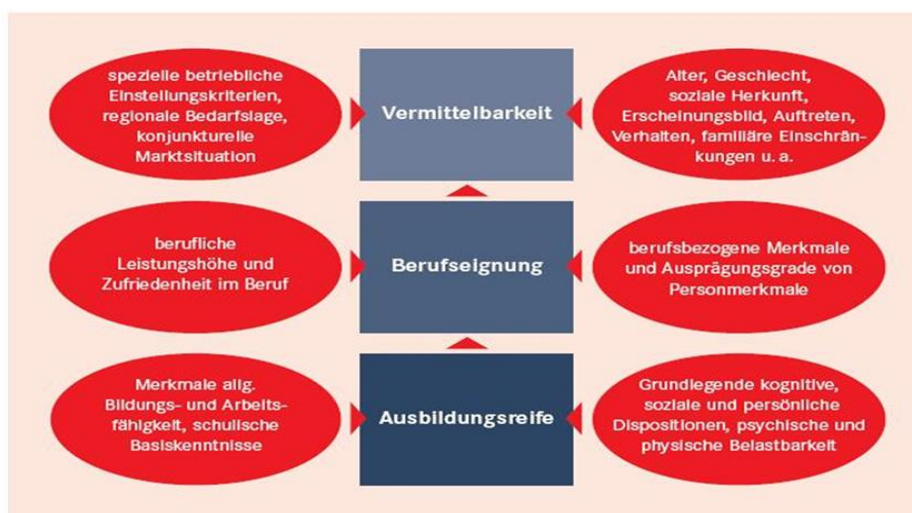 spezielle betriebliche
Einstellungskriterien,
regionale Bedarfslage,
konjunkturelle
Marktsituation
Vermittelbarkeit
Alter, Geschlecht,
soziale Herkunft,
Erscheinungsbild, Auftreten,
Verhalten, familiäre Einschrän-
kungen u. a.
berufliche
Leistungshöhe und
Zufriedenheit im Beruf
Berufseignung
berufsbezogene Merkmale
und Ausprägungsgrade von
Personmerkmale
Merkmale allg.
Bildungs- und Arbeits-
fähigkeit, schulische
Basiskenntnisse
Ausbildungsreife
Grundlegende kognitive,
soziale und persönliche
Dispositionen, psychische und
physische Belastbarkeit